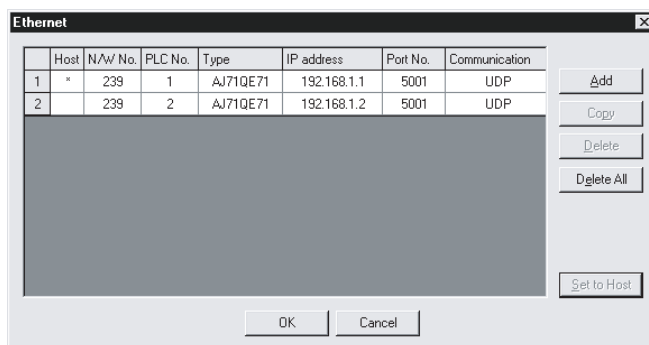 Ethernet
Host N/W No. PLC No. Type IP address Port No. Communication
1 * 239 1 AJ71QE71 192.168.1.1 5001 UDP
2 239 2 AJ71QE71 192.168.1.2 5001 UDP
Add
Copy
Delete
Delete All
Set to Host
OK Cancel